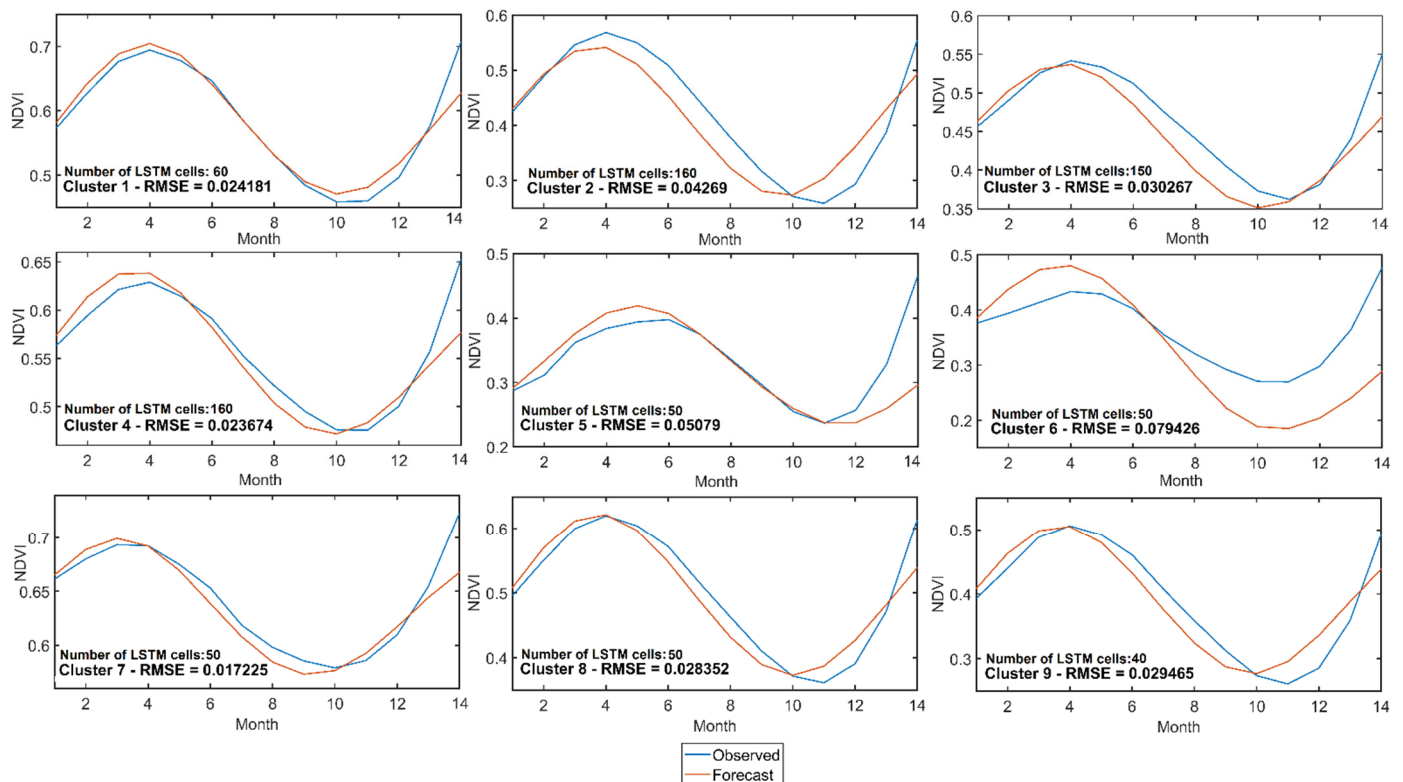 0.7
0.6
0.5
NDVI
Number of LSTM cells: 60
Cluster 1 - RMSE = 0.024181
2 4 6 8 10 12 14
Month
0.6
0.5
0.4
0.3
NDVI
Number of LSTM cells:160
Cluster 2 - RMSE = 0.04269
2 4 6 8 10 12 14
Month
0.6
0.55
0.5
0.45
0.4
0.35
NDVI
Number of LSTM cells:150
Cluster 3 - RMSE = 0.030267
2 4 6 8 10 12 14
Month
0.65
0.6
0.55
0.5
NDVI
Number of LSTM cells:160
Cluster 4 - RMSE = 0.023674
2 4 6 8 10 12 14
Month
0.5
0.4
0.3
0.2
NDVI
Number of LSTM cells:50
Cluster 5 - RMSE = 0.05079
2 4 6 8 10 12 14
Month
0.5
0.4
0.3
0.2
NDVI
Number of LSTM cells:50
Cluster 6 - RMSE = 0.079426
2 4 6 8 10 12 14
Month
0.7
0.65
0.6
NDVI
Number of LSTM cells:50
Cluster 7 - RMSE = 0.017225
2 4 6 8 10 12 14
Month
0.6
0.5
0.4
NDVI
Number of LSTM cells:50
Cluster 8 - RMSE = 0.028352
2 4 6 8 10 12 14
Month
0.5
0.4
0.3
NDVI
Number of LSTM cells:40
Cluster 9 - RMSE = 0.029465
2 4 6 8 10 12 14
Month
Observed
Forecast